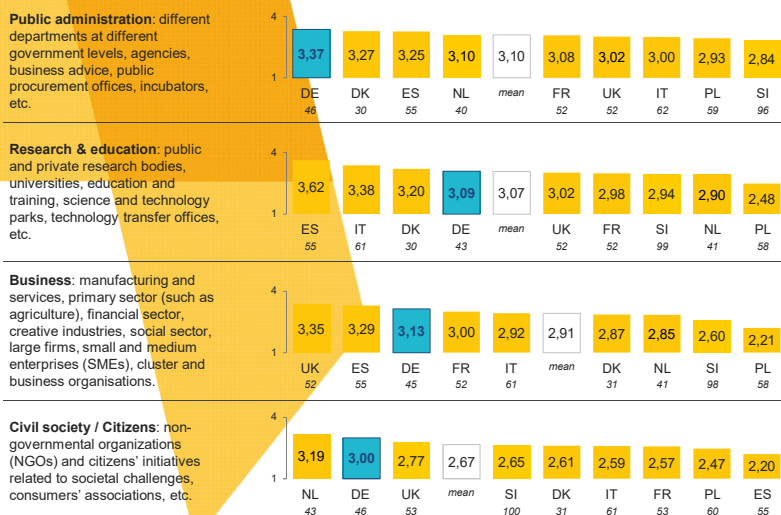 Public administration: different
departments at different
government levels, agencies,
business advice, public
procurement offices, incubators,
etc.
4
1
3,37 3,27 3,25 3,10 3,10 3,08 3,02 3,00 2,93 2,84
DE DK ES NL mean FR UK IT PL SI
46 30 55 40 52 52 62 59 96
Research & education: public
and private research bodies,
universities, education and
training, science and technology
parks, technology transfer offices,
etc.
4
1
3,62 3,38 3,20 3,09 3,07 3,02 2,98 2,94 2,90 2,48
ES IT DK DE mean UK FR SI NL PL
55 61 30 43 52 52 99 41 58
Business: manufacturing and
services, primary sector (such as
agriculture), financial sector,
creative industries, social sector,
large firms, small and medium
enterprises (SMEs), cluster and
business organisations.
4
1
3,35 3,29 3,13 3,00 2,92 2,91 2,87 2,85 2,60 2,21
UK ES DE FR IT mean DK NL SI PL
52 55 45 52 61 31 41 98 58
Civil society / Citizens: non-
governmental organizations
(NGOs) and citizens' initiatives
related to societal challenges,
consumers' associations, etc.
4
1
3,19 3,00 2,77 2,67 2,65 2,61 2,59 2,57 2,47 2,20
NL DE UK mean SI DK IT FR PL ES
43 46 53 100 31 61 53 60 55